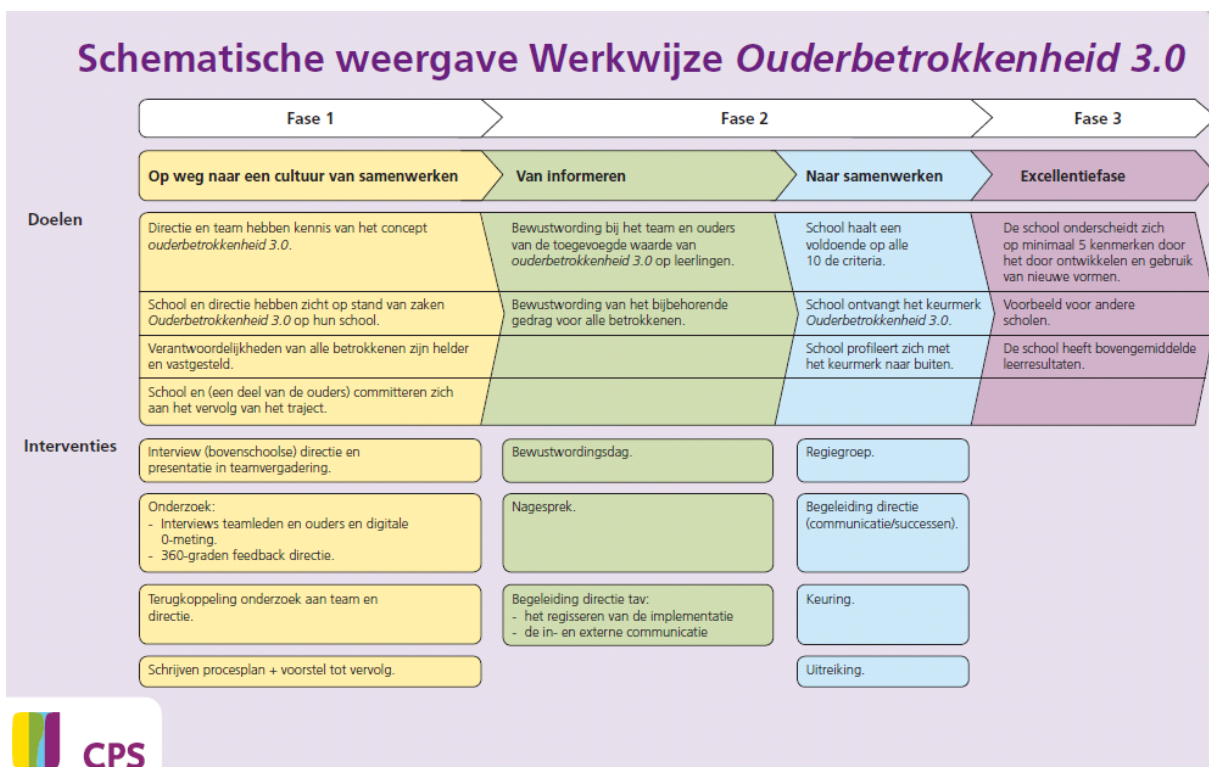 Schematische weergave Werkwijze Ouderbetrokkenheid 3.0
Fase 1
Fase 2
Fase 3
Op weg naar een cultuur van samenwerken
Van informeren
Naar samenwerken
Excellentiefase
Doelen
Directie en team hebben kennis van het concept
ouderbetrokkenheid 3.0.
Bewustwording bij het team en ouders
van de toegevoegde waarde van
ouderbetrokkenheid 3.0 op leerlingen.
School haalt een
voldoende op alle
10 de criteria.
De school onderscheidt zich
op minimaal 5 kenmerken door
het door ontwikkelen en gebruik
van nieuwe vormen.
School en directie hebben zicht op stand van zaken
Ouderbetrokkenheid 3.0 op hun school.
Bewustwording van het bijbehorende
gedrag voor alle betrokkenen.
School ontvangt het keurmerk
Ouderbetrokkenheid 3.0.
Voorbeeld voor andere
scholen.
Verantwoordelijkheden van alle betrokkenen zijn helder
en vastgesteld.
School profileert zich met
het keurmerk naar buiten.
De school heeft bovengemiddelde
leerresultaten.
School en (een deel van de ouders) committeren zich
aan het vervolg van het traject.
Interventies
Interview (bovenschoolse) directie en
presentatie in teamvergadering.
Bewustwordingsdag.
Regiegroep.
Onderzoek:
- Interviews teamleden en ouders en digitale
0-meting.
- 360-graden feedback directie.
Nagesprek.
Begeleiding directie
(communicatie/successen).
Terugkoppeling onderzoek aan team en
directie.
Begeleiding directie tav:
- het regisseren van de implementatie
- de in- en externe communicatie
Keuring.
Schrijven procesplan + voorstel tot vervolg.
Uitreiking.
CPS